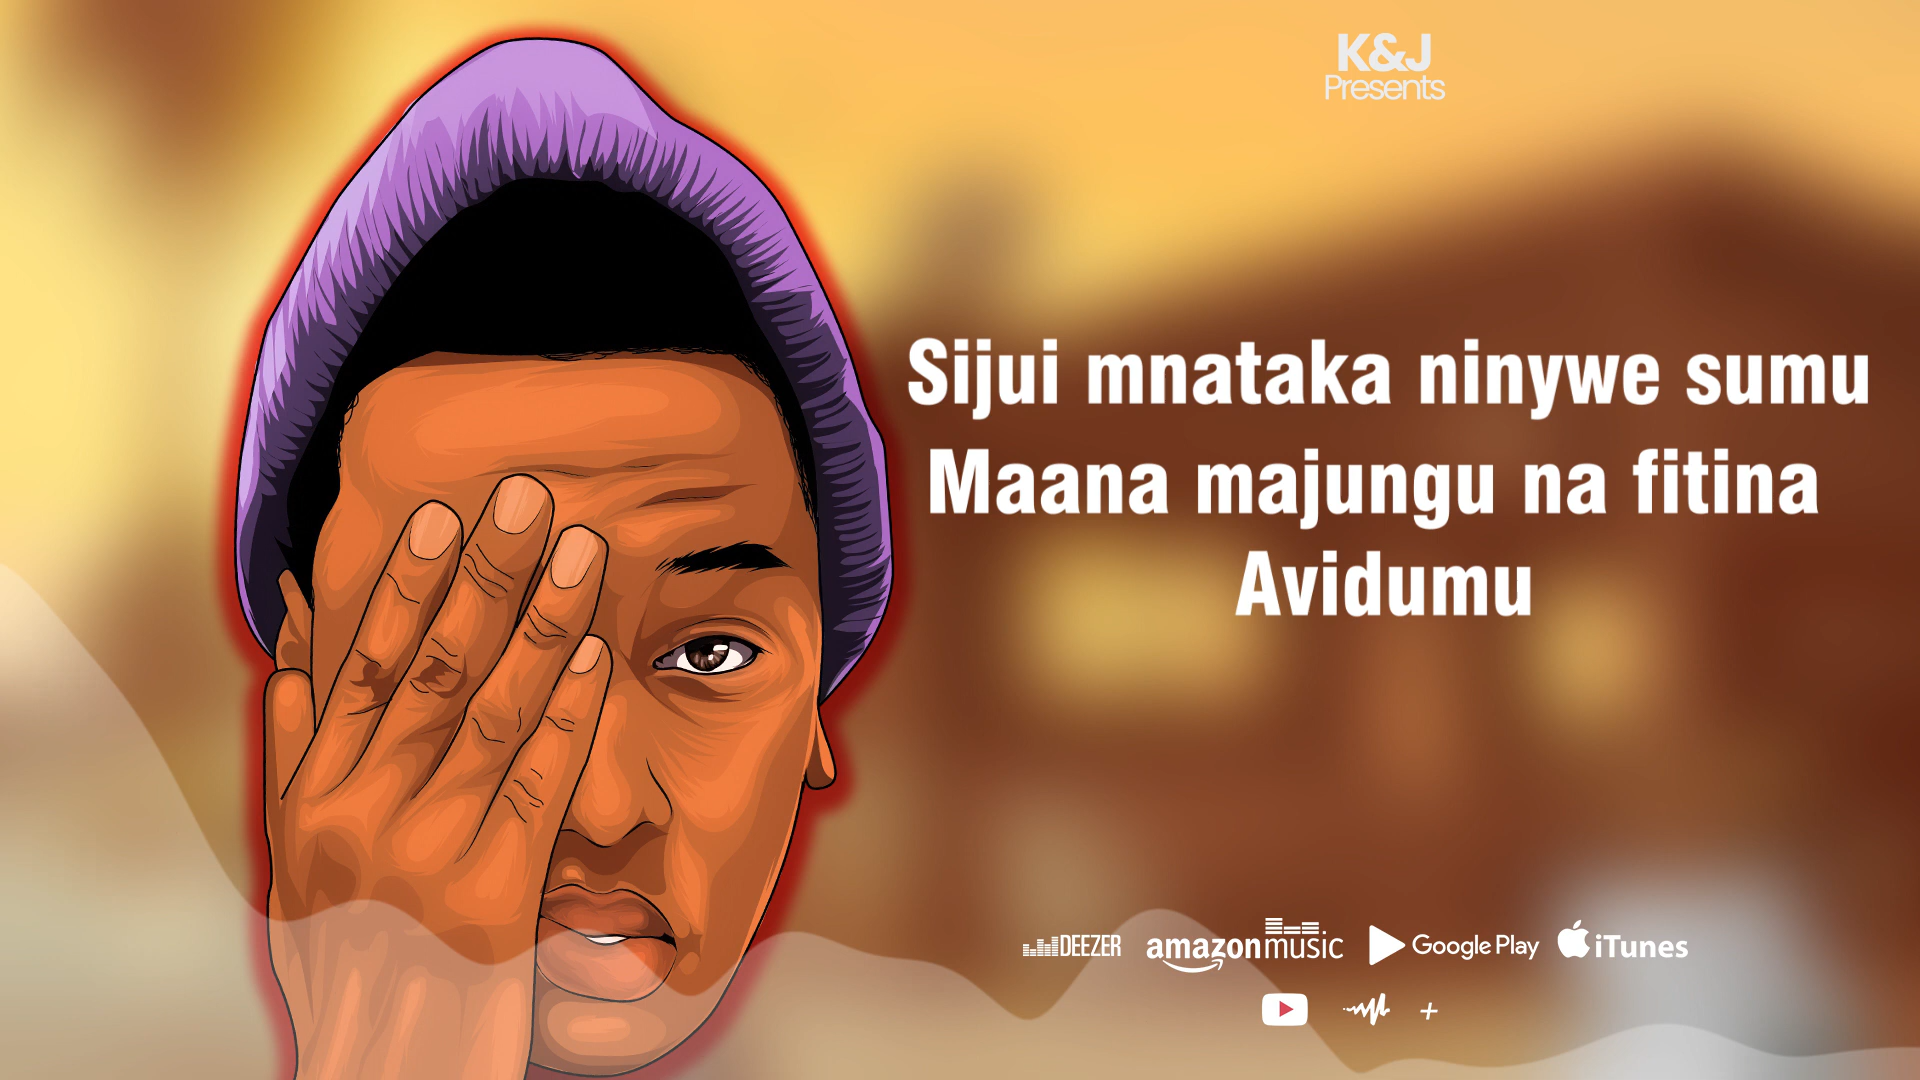 K&J
Presents
Sijui mnataka ninywe sumu
Maana majungu na fitina
Avidumu
DEEZER amazon music Google Play iTunes
+